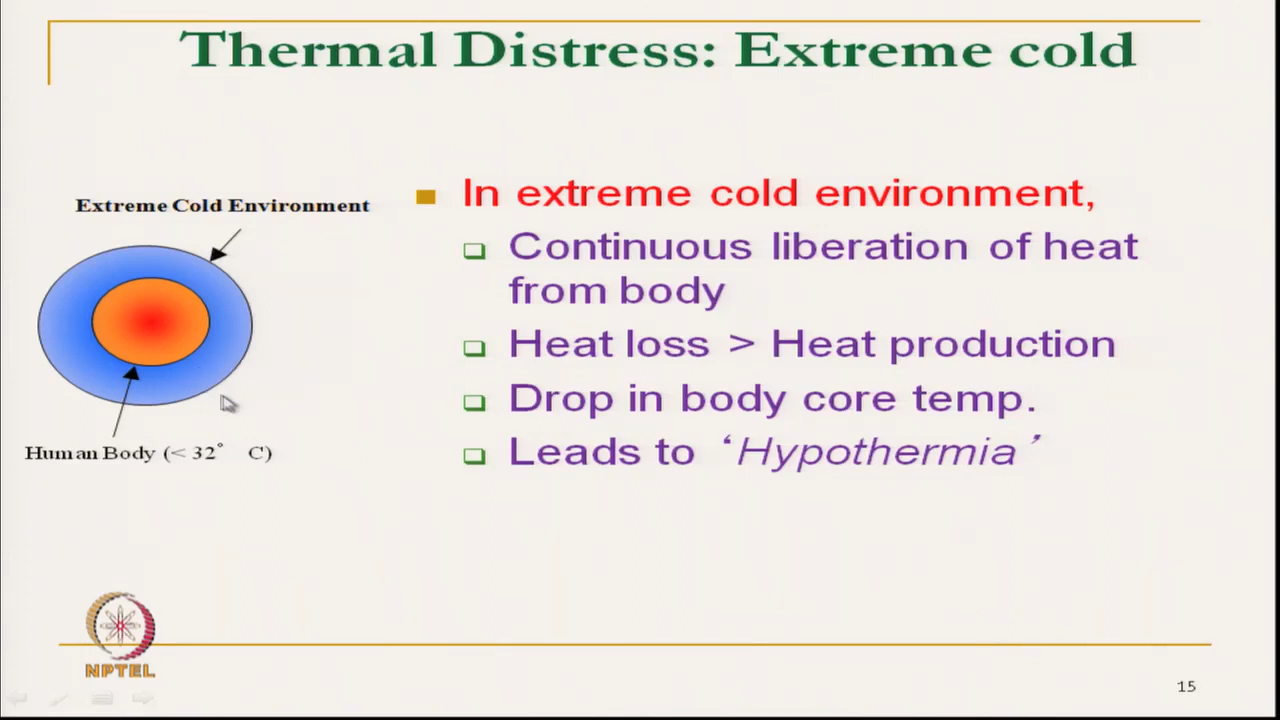 Thermal Distress: Extreme cold
Extreme Cold Environment
Human Body (< 32° C)
In extreme cold environment,
Continuous liberation of heat
from body
Heat loss > Heat production
Drop in body core temp.
Leads to ‘Hypothermia’
NPTEL
15